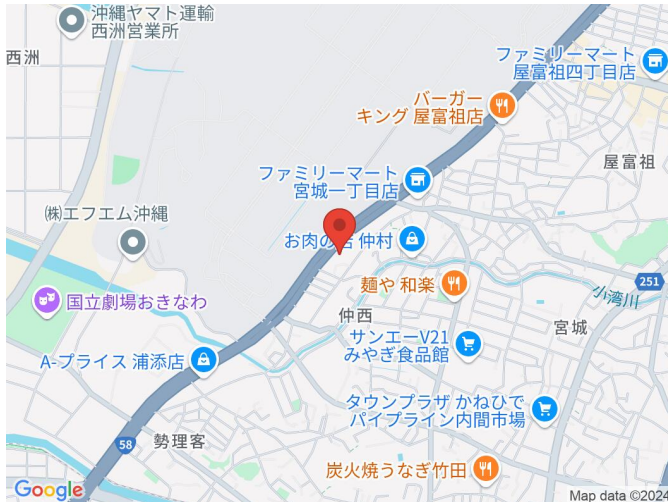 沖縄ヤマト運輸
西洲営業所
西洲
ファミリーマート
屋富祖四丁目店
バーガー
キング 屋富祖店
屋富祖
ファミリーマート
宮城一丁目店
㈱エフエム沖縄
お肉の
仲村
251
麺や 和楽
小湾川
国立劇場おきなわ
仲西
宮城
サンエーV21
みやぎ食品館
A-プライス 浦添店
タウンプラザ かねひで
パイプライン内間市場
58
勢理客
炭火焼うなぎ竹田
Google
Map data ©2024